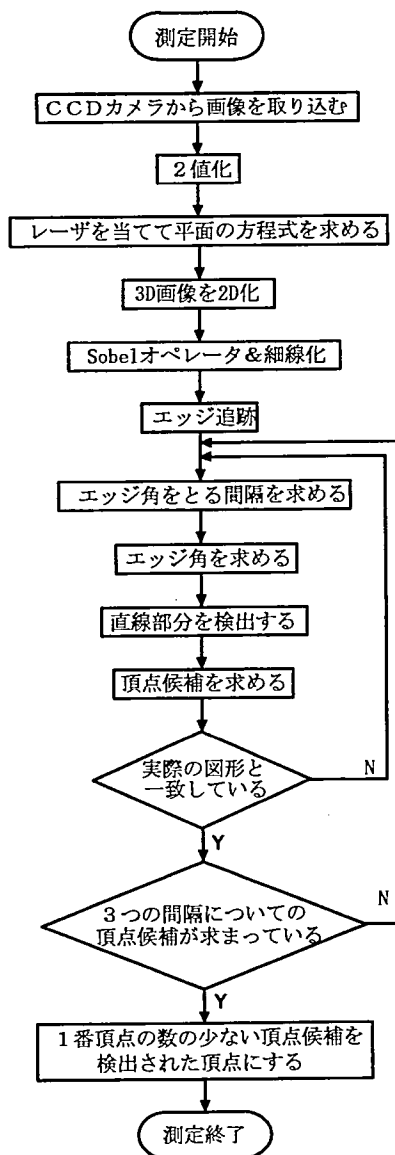 測定開始
CCDカメラから画像を取り込む
2値化
レーザを当てて平面の方程式を求める
3D画像を2D化
Sobelオペレータ&細線化
エッジ追跡
エッジ角をとる間隔を求める
エッジ角を求める
直線部分を検出する
頂点候補を求める
実際の図形と
一致している
N
Y
3つの間隔についての
頂点候補が求まっている
N
Y
1番頂点の数の少ない頂点候補を
検出された頂点にする
測定終了